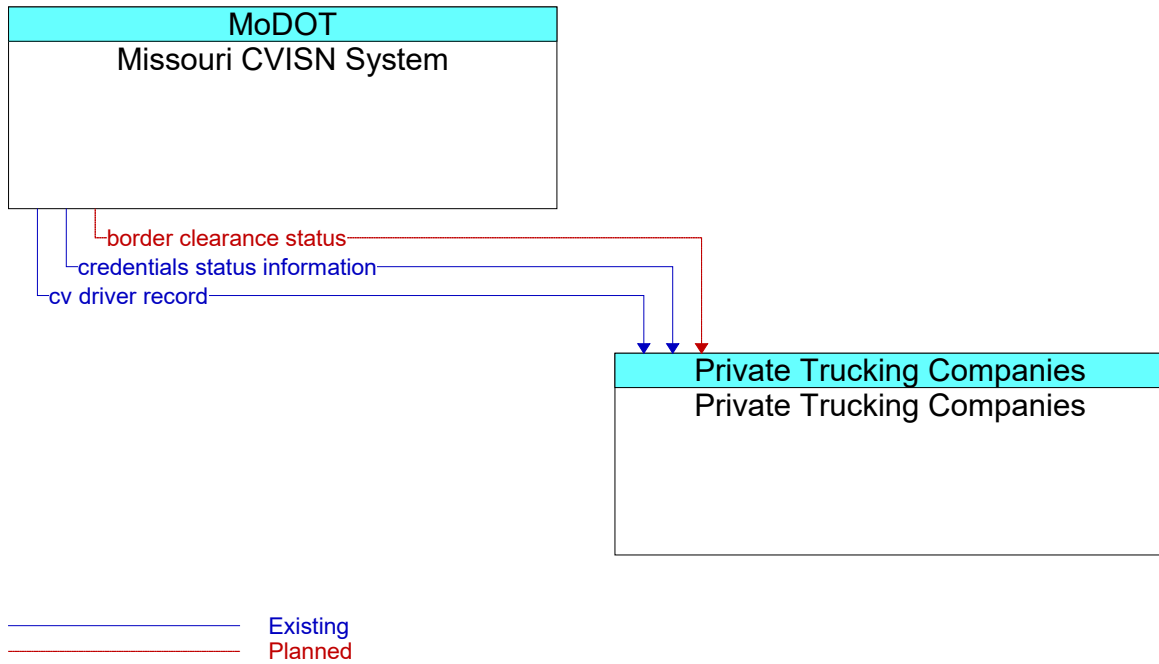 MoDOT
Missouri CVISN System
border clearance status
credentials status information
cv driver record
Private Trucking Companies
Private Trucking Companies
Existing
Planned